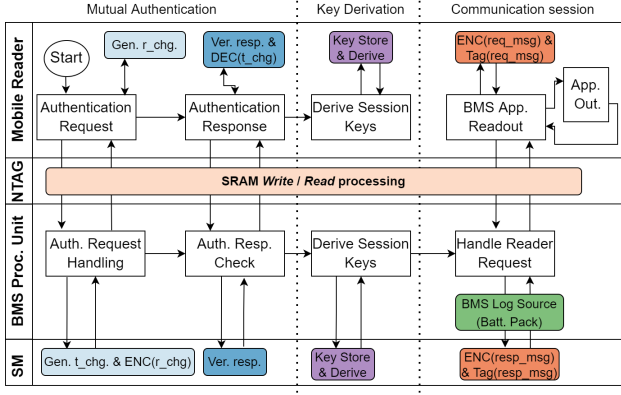 Mutual Authentication
Key Derivation
Communication session
Mobile Reader
Start
Gen. r_chg.
Ver. resp. &
DEC(t_chg)
Key Store
& Derive
ENC(req_msg) &
Tag(req_msg)
Authentication
Request
Authentication
Response
Derive Session
Keys
BMS App.
Readout
App.
Out.
NTAG
SRAM Write / Read processing
BMS Proc. Unit
Auth. Request
Handling
Auth. Resp.
Check
Derive Session
Keys
Handle Reader
Request
BMS Log Source
(Batt. Pack)
SM
Gen. t_chg. & ENC(r_chg)
Ver. resp.
Key Store
& Derive
ENC(resp_msg)
& Tag(resp_msg)